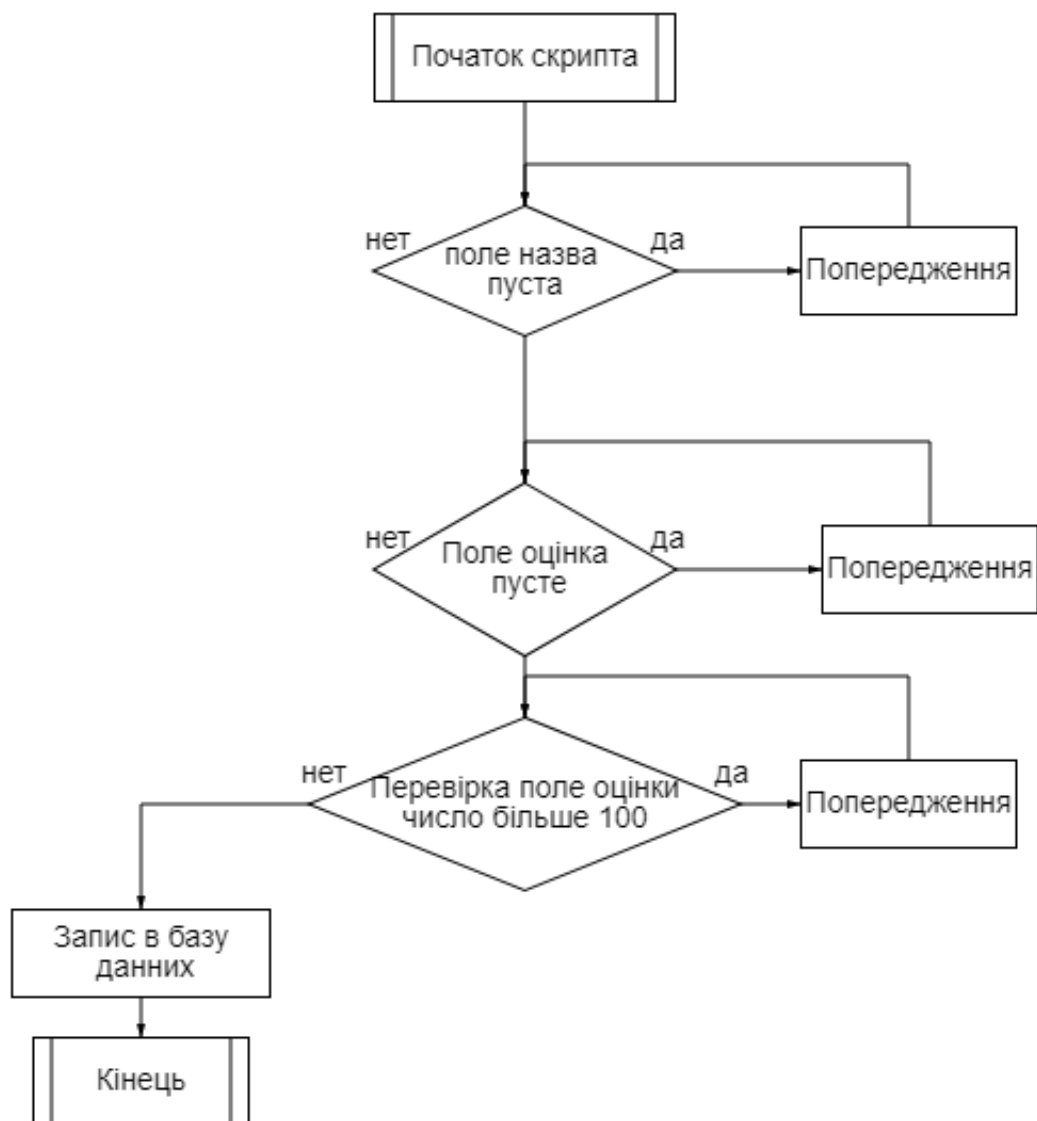 Початок скрипта
нет
да
поле назва
пуста
Попередження
нет
да
Поле оцінка
пусте
Попередження
нет
да
Перевірка поле оцінки
число більше 100
Попередження
Запис в базу
данних
Кінець